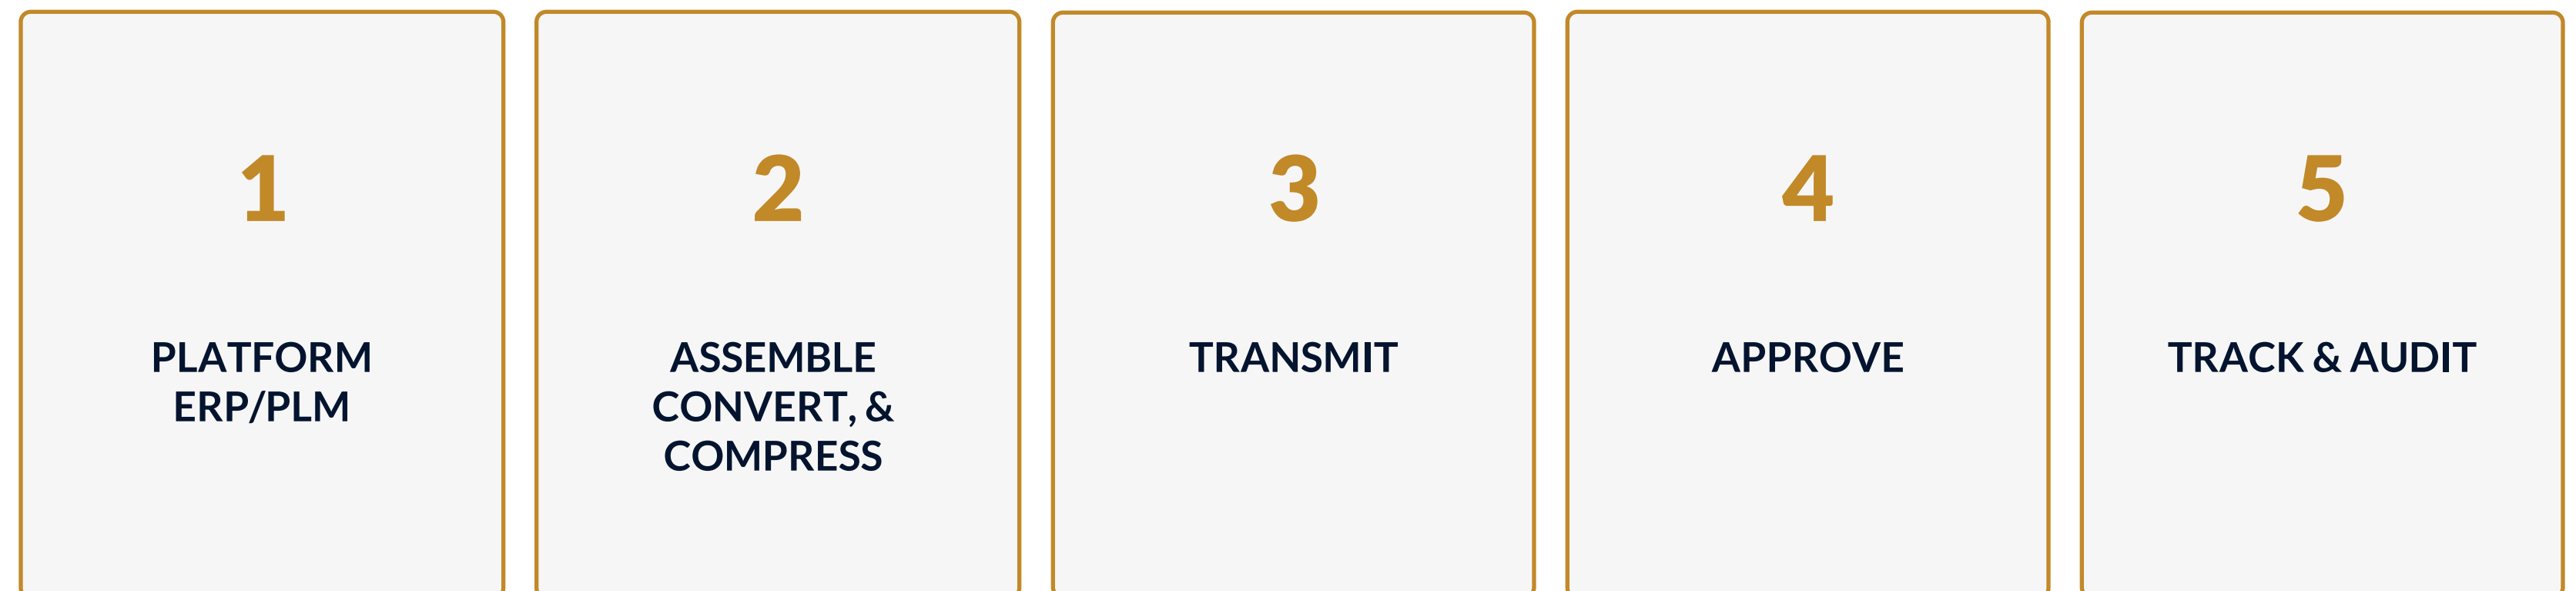 1
PLATFORM
ERP/PLM
2
ASSEMBLE
CONVERT, &
COMPRESS
3
TRANSMIT
4
APPROVE
5
TRACK & AUDIT